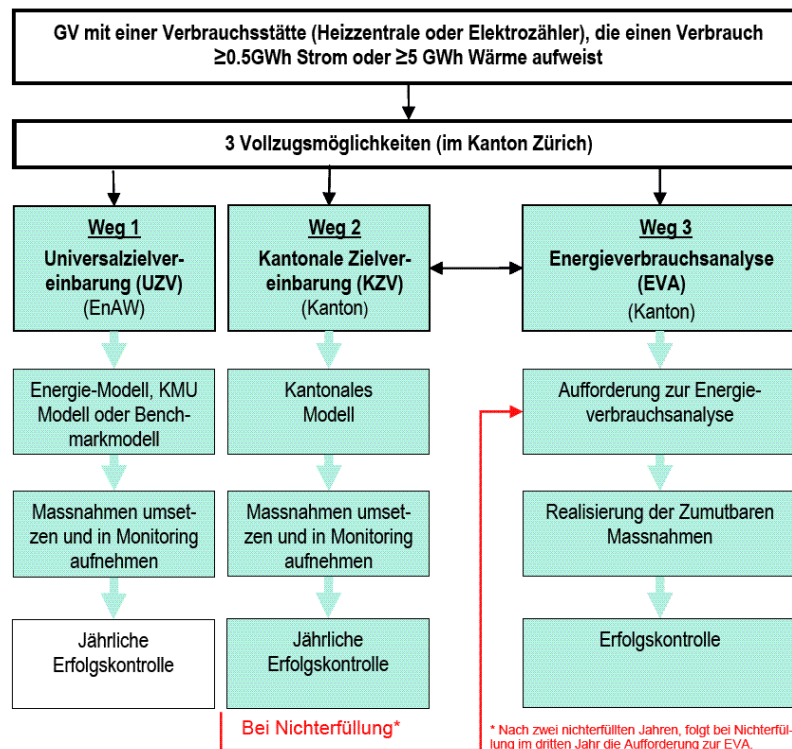 GV mit einer Verbrauchsstätte (Heizzentrale oder Elektrozähler), die einen Verbrauch
≥0.5GWh Strom oder ≥5 GWh Wärme aufweist
3 Vollzugsmöglichkeiten (im Kanton Zürich)
Weg 1
Universalzielver-
einbarung (UZV)
(EnAW)
Weg 2
Kantonale Zielver-
einbarung (KZV)
(Kanton)
Weg 3
Energieverbrauchsanalyse
(EVA)
(Kanton)
Energie-Modell, KMU
Modell oder Bench-
markmodell
Kantonales
Modell
Aufforderung zur Energie-
verbrauchsanalyse
Massnahmen umset-
zen und in Monitoring
aufnehmen
Massnahmen umset-
zen und in Monitoring
aufnehmen
Realisierung der Zumutbaren
Massnahmen
Jährliche
Erfolgskontrolle
Jährliche
Erfolgskontrolle
Erfolgskontrolle
Bei Nichterfüllung*
* Nach zwei nichterfüllten Jahren, folgt bei Nichterfül-
lung im dritten Jahr die Aufforderung zur EVA.